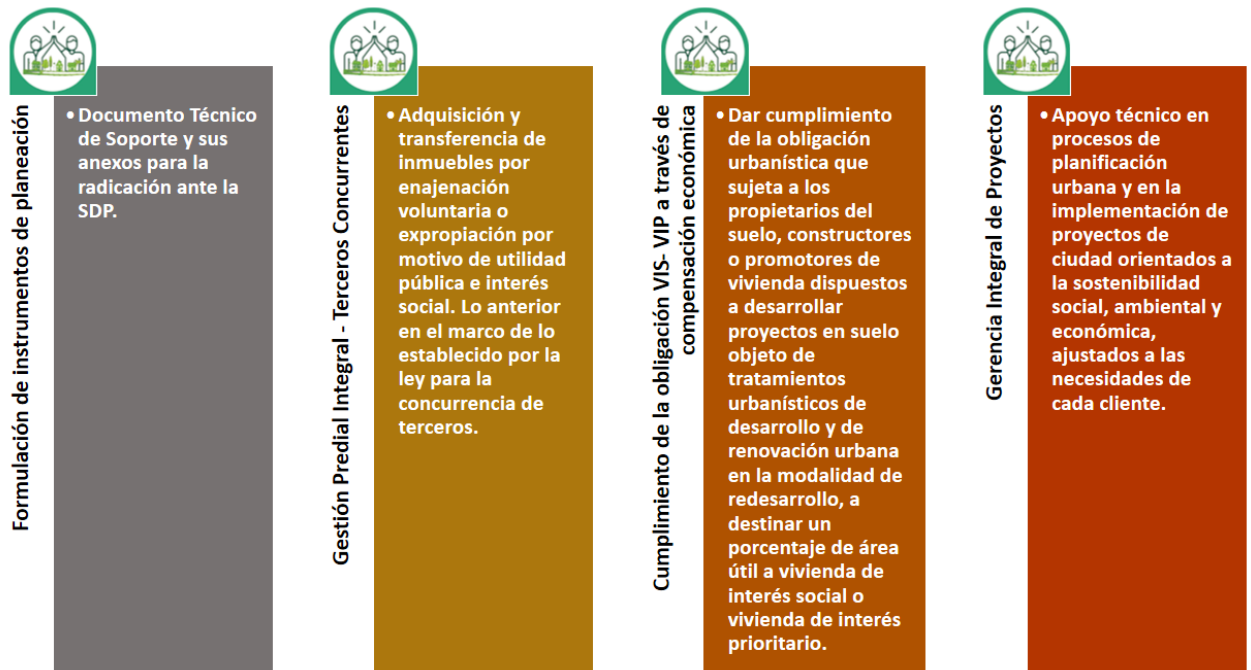 Formulación de instrumentos de planeación
• Documento Técnico
de Soporte y sus
anexos para la
radicación ante la
SDP.
Gestión Predial Integral - Terceros Concurrentes
• Adquisición y
transferencia de
inmuebles por
enajenación
voluntaria o
expropiación por
motivo de utilidad
pública e interés
social. Lo anterior
en el marco de lo
establecido por la
ley para la
concurrencia de
terceros.
Cumplimiento de la obligación VIS- VIP a través de
compensación económica
• Dar cumplimiento
de la obligación
urbanística que
sujeta a los
propietarios del
suelo, constructores
o promotores de
vivienda dispuestos
a desarrollar
proyectos en suelo
objeto de
tratamientos
urbanísticos de
desarrollo y de
renovación urbana
en la modalidad de
redesarrollo, a
destinar un
porcentaje de área
útil a vivienda de
interés social o
vivienda de interés
prioritario.
Gerencia Integral de Proyectos
• Apoyo técnico en
procesos de
planificación
urbana y en la
implementación de
proyectos de
ciudad orientados a
la sostenibilidad
social, ambiental y
económica,
ajustados a las
necesidades de
cada cliente.